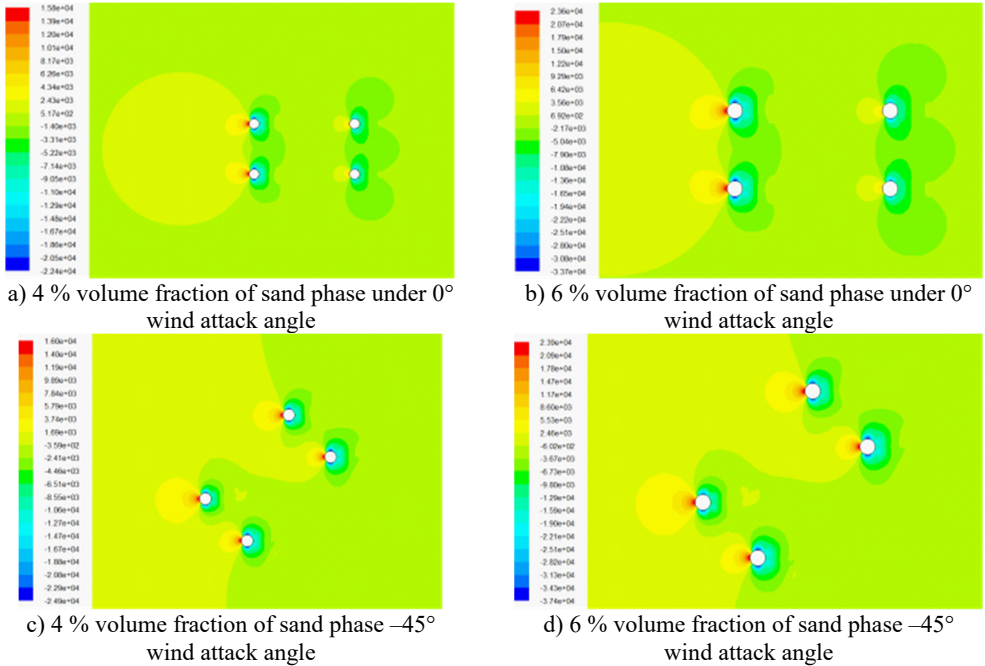 1.58e+04
1.39e+04
1.20e+04
1.01e+04
8.17e+03
6.26e+03
4.34e+03
2.43e+03
5.17e+02
-1.40e+03
-3.31e+03
-5.22e+03
-7.14e+03
-9.05e+03
-1.10e+04
-1.29e+04
-1.48e+04
-1.67e+04
-1.86e+04
-2.05e+04
-2.24e+04
a) 4 % volume fraction of sand phase under 0°
wind attack angle
2.36e+04
2.07e+04
1.79e+04
1.50e+04
1.22e+04
9.29e+03
6.42e+03
3.56e+03
6.92e+02
-2.17e+03
-5.04e+03
-7.90e+03
-1.08e+04
-1.36e+04
-1.65e+04
-1.94e+04
-2.22e+04
-2.51e+04
-2.80e+04
-3.08e+04
-3.37e+04
b) 6 % volume fraction of sand phase under 0°
wind attack angle
1.60e+04
1.40e+04
1.19e+04
9.89e+03
7.84e+03
5.79e+03
3.74e+03
1.69e+03
-3.59e+02
-2.41e+03
-4.46e+03
-6.51e+03
-8.55e+03
-1.06e+04
-1.27e+04
-1.47e+04
-1.67e+04
-1.88e+04
-2.08e+04
-2.29e+04
-2.49e+04
c) 4 % volume fraction of sand phase –45°
wind attack angle
2.39e+04
2.09e+04
1.78e+04
1.47e+04
1.17e+04
8.60e+03
5.53e+03
2.46e+03
-6.02e+02
-3.67e+03
-6.73e+03
-9.80e+03
-1.29e+04
-1.59e+04
-1.90e+04
-2.21e+04
-2.51e+04
-2.82e+04
-3.13e+04
-3.43e+04
-3.74e+04
d) 6 % volume fraction of sand phase –45°
wind attack angle